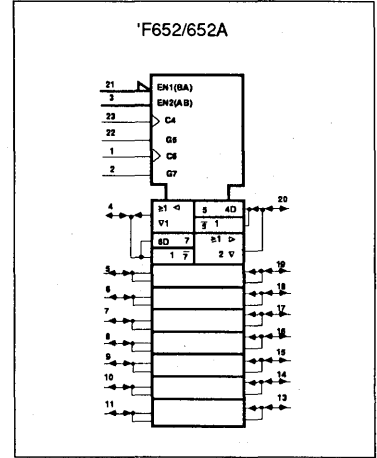 'F652/652A
21 EN1(BA)
3 EN2(AB)
23 C4
22 G5
1 C6
2 G7
4 ≥1 ◁ 5 4D 20
∇1 5̅ 1
6D 7 ≥1 ▷
1 7̅ 2 ∇
5 19
6 18
7 17
8 16
9 15
10 14
11 13